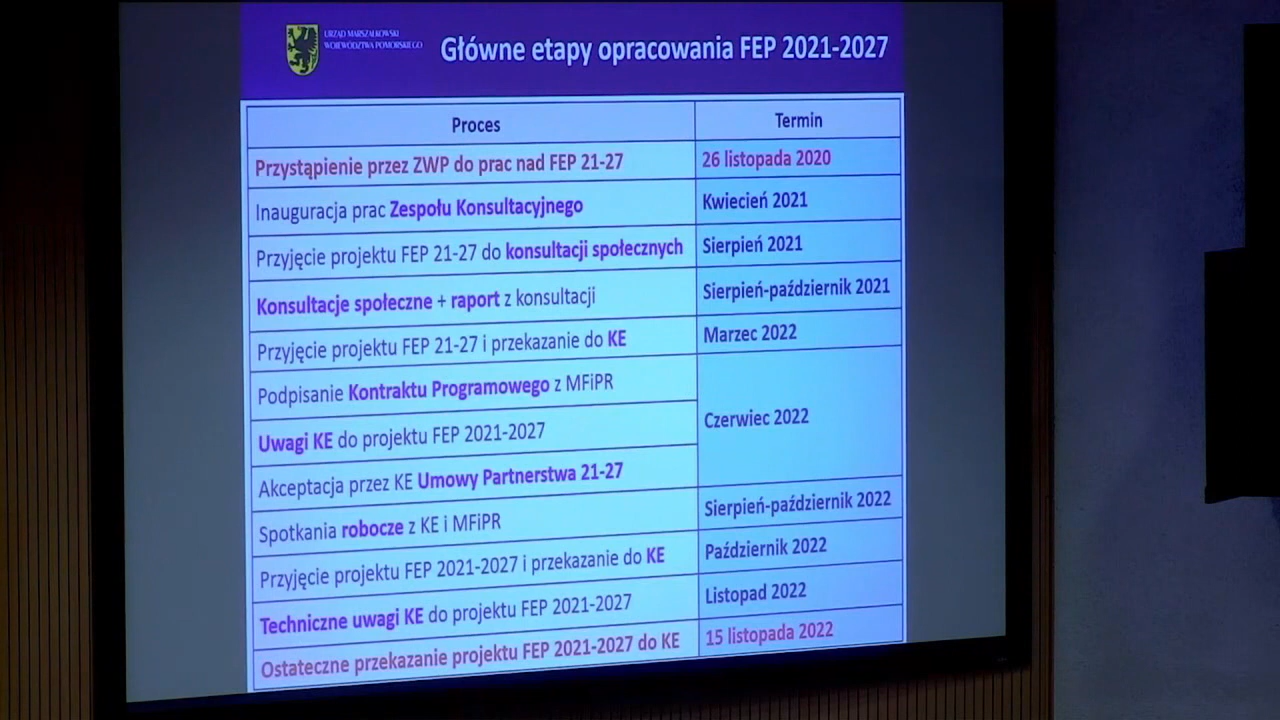 URZĄD MARSZAŁKOWSKI
WOJEWÓDZTWA POMORSKIEGO
Główne etapy opracowania FEP 2021-2027
Proces Termin
Przystąpienie przez ZWP do prac nad FEP 21-27 26 listopada 2020
Inauguracja prac Zespołu Konsultacyjnego Kwiecień 2021
Przyjęcie projektu FEP 21-27 do konsultacji społecznych Sierpień 2021
Konsultacje społeczne + raport z konsultacji Sierpień-październik 2021
Przyjęcie projektu FEP 21-27 i przekazanie do KE Marzec 2022
Podpisanie Kontraktu Programowego z MFiPR
Uwagi KE do projektu FEP 2021-2027 Czerwiec 2022
Akceptacja przez KE Umowy Partnerstwa 21-27
Spotkania robocze z KE i MFiPR Sierpień-październik 2022
Przyjęcie projektu FEP 2021-2027 i przekazanie do KE Październik 2022
Techniczne uwagi KE do projektu FEP 2021-2027 Listopad 2022
Ostateczne przekazanie projektu FEP 2021-2027 do KE 15 listopada 2022